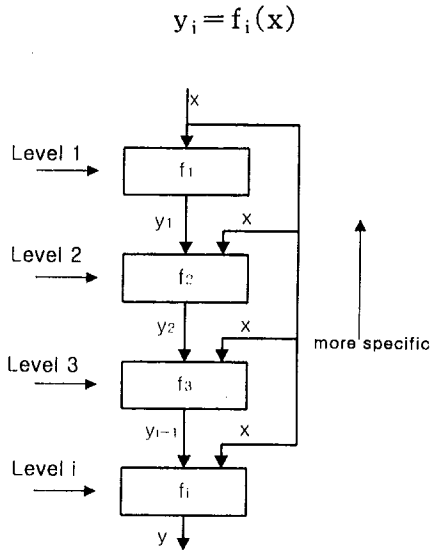 yᵢ = fᵢ(x)
x
Level 1
f₁
y₁
x
Level 2
f₂
y₂
x
more specific
Level 3
f₃
yᵢ₋₁
x
Level i
fᵢ
y